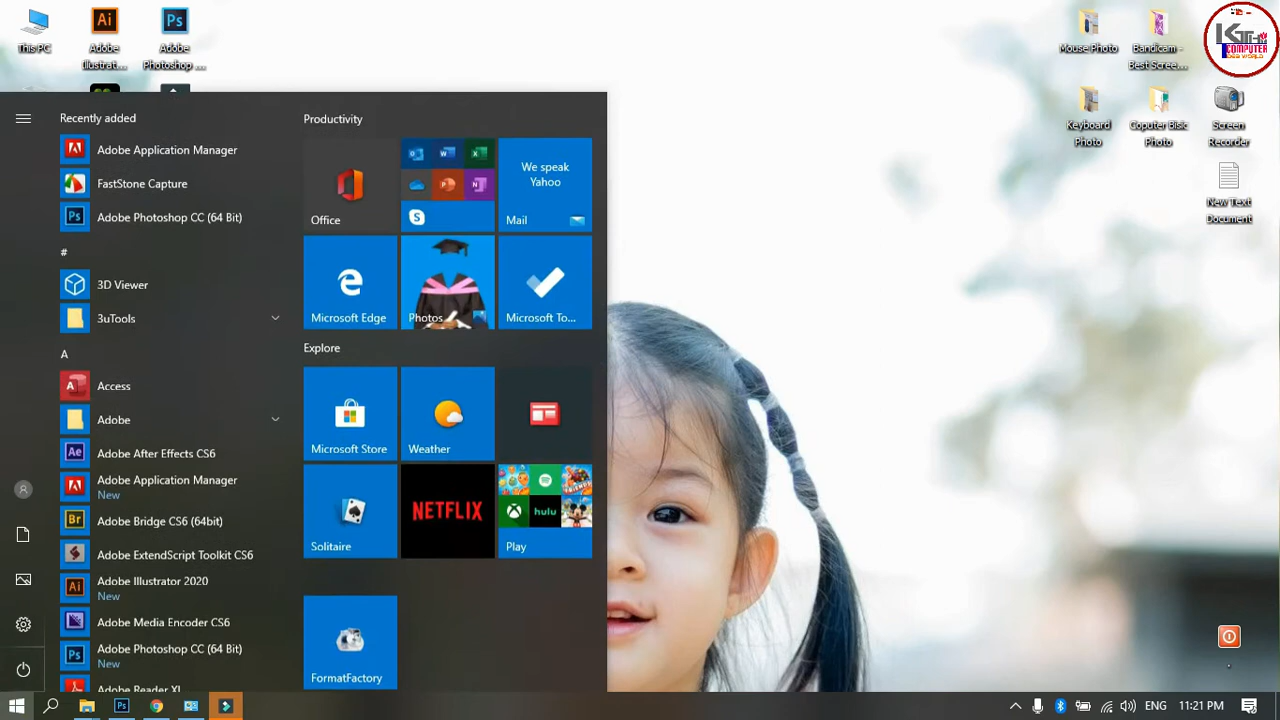 This PC
Adobe
Illustrat...
Adobe
Photoshop ...
Mouse Photo
Bandicam -
Best Scree...
COMPUTER
Keyboard
Photo
Coputer Bisic
Photo
Screen
Recorder
New Text
Document
Recently added
Adobe Application Manager
FastStone Capture
Adobe Photoshop CC (64 Bit)
#
3D Viewer
3uTools
A
Access
Adobe
Adobe After Effects CS6
Adobe Application Manager
New
Adobe Bridge CS6 (64bit)
Adobe ExtendScript Toolkit CS6
Adobe Illustrator 2020
New
Adobe Media Encoder CS6
Adobe Photoshop CC (64 Bit)
New
Adobe Reader XI
Productivity
Office
We speak
Yahoo
Mail
Microsoft Edge
Photos
Microsoft To...
Explore
Microsoft Store
Weather
Solitaire
NETFLIX
hulu
Play
FormatFactory
ENG
11:21 PM